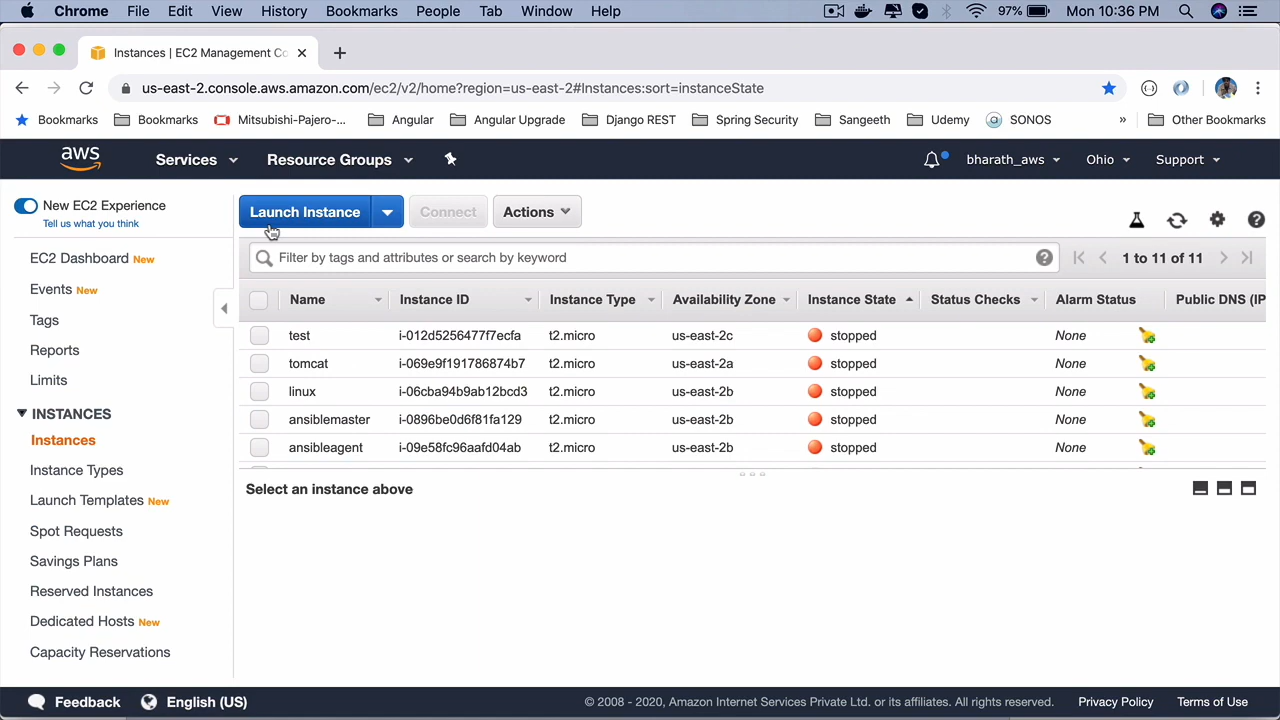 Chrome File Edit View History Bookmarks People Tab Window Help 97% Mon 10:36 PM
Instances | EC2 Management Co
us-east-2.console.aws.amazon.com/ec2/v2/home?region=us-east-2#Instances:sort=instanceState
Bookmarks Bookmarks Mitsubishi-Pajero-... Angular Angular Upgrade Django REST Spring Security Sangeeth Udemy SONOS » Other Bookmarks
aws Services Resource Groups bharath_aws Ohio Support
New EC2 Experience
Tell us what you think
EC2 Dashboard New
Events New
Tags
Reports
Limits
INSTANCES
Instances
Instance Types
Launch Templates New
Spot Requests
Savings Plans
Reserved Instances
Dedicated Hosts New
Capacity Reservations
Launch Instance Connect Actions
Filter by tags and attributes or search by keyword 1 to 11 of 11
Name Instance ID Instance Type Availability Zone Instance State Status Checks Alarm Status Public DNS (IP
test i-012d5256477f7ecfa t2.micro us-east-2c stopped None
tomcat i-069e9f191786874b7 t2.micro us-east-2a stopped None
linux i-06cba94b9ab12bcd3 t2.micro us-east-2b stopped None
ansiblemaster i-0896be0d6f81fa129 t2.micro us-east-2b stopped None
ansibleagent i-09e58fc96aafd04ab t2.micro us-east-2b stopped None
Select an instance above
Feedback English (US) © 2008 - 2020, Amazon Internet Services Private Ltd. or its affiliates. All rights reserved. Privacy Policy Terms of Use